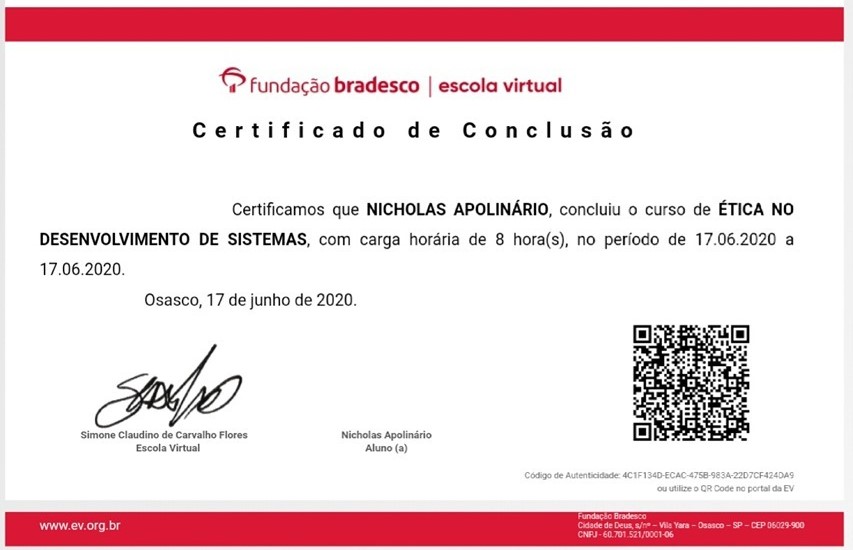 fundação bradesco | escola virtual
Certificado de Conclusão
Certificamos que NICHOLAS APOLINÁRIO, concluiu o curso de ÉTICA NO
DESENVOLVIMENTO DE SISTEMAS, com carga horária de 8 hora(s), no período de 17.06.2020 a
17.06.2020.
Osasco, 17 de junho de 2020.
Simone Claudino de Carvalho Flores
Escola Virtual
Nicholas Apolinário
Aluno (a)
Código de Autenticidade: 4C1F134D-ECAC-475B-983A-22D7CF424DA9
ou utilize o QR Code no portal da EV
www.ev.org.br
Fundação Bradesco
Cidade de Deus, s/nº – Vila Yara – Osasco – SP – CEP 06029-900
CNPJ - 60.701.521/0001-06